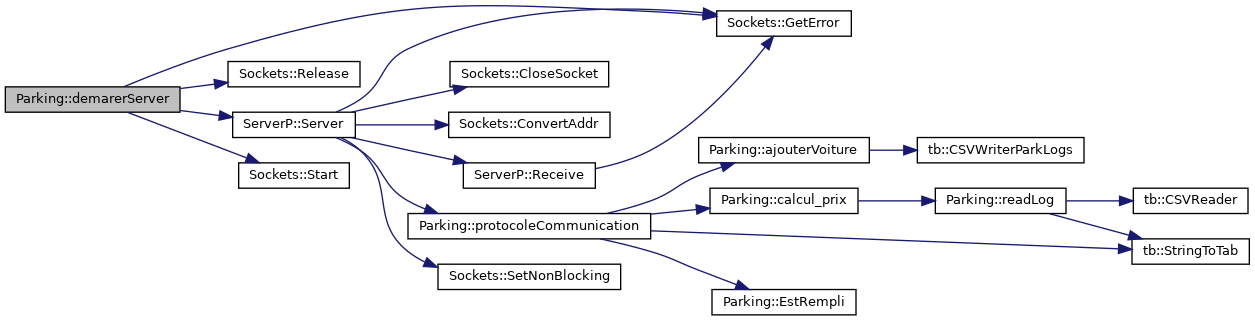 Sockets::GetError
Sockets::Release
Sockets::CloseSocket
Parking::demarerServer
ServerP::Server
Sockets::ConvertAddr
Parking::ajouterVoiture
tb::CSVWriterParkLogs
Sockets::Start
ServerP::Receive
Parking::calcul_prix
Parking::readLog
tb::CSVReader
Parking::protocoleCommunication
tb::StringToTab
Sockets::SetNonBlocking
Parking::EstRempli